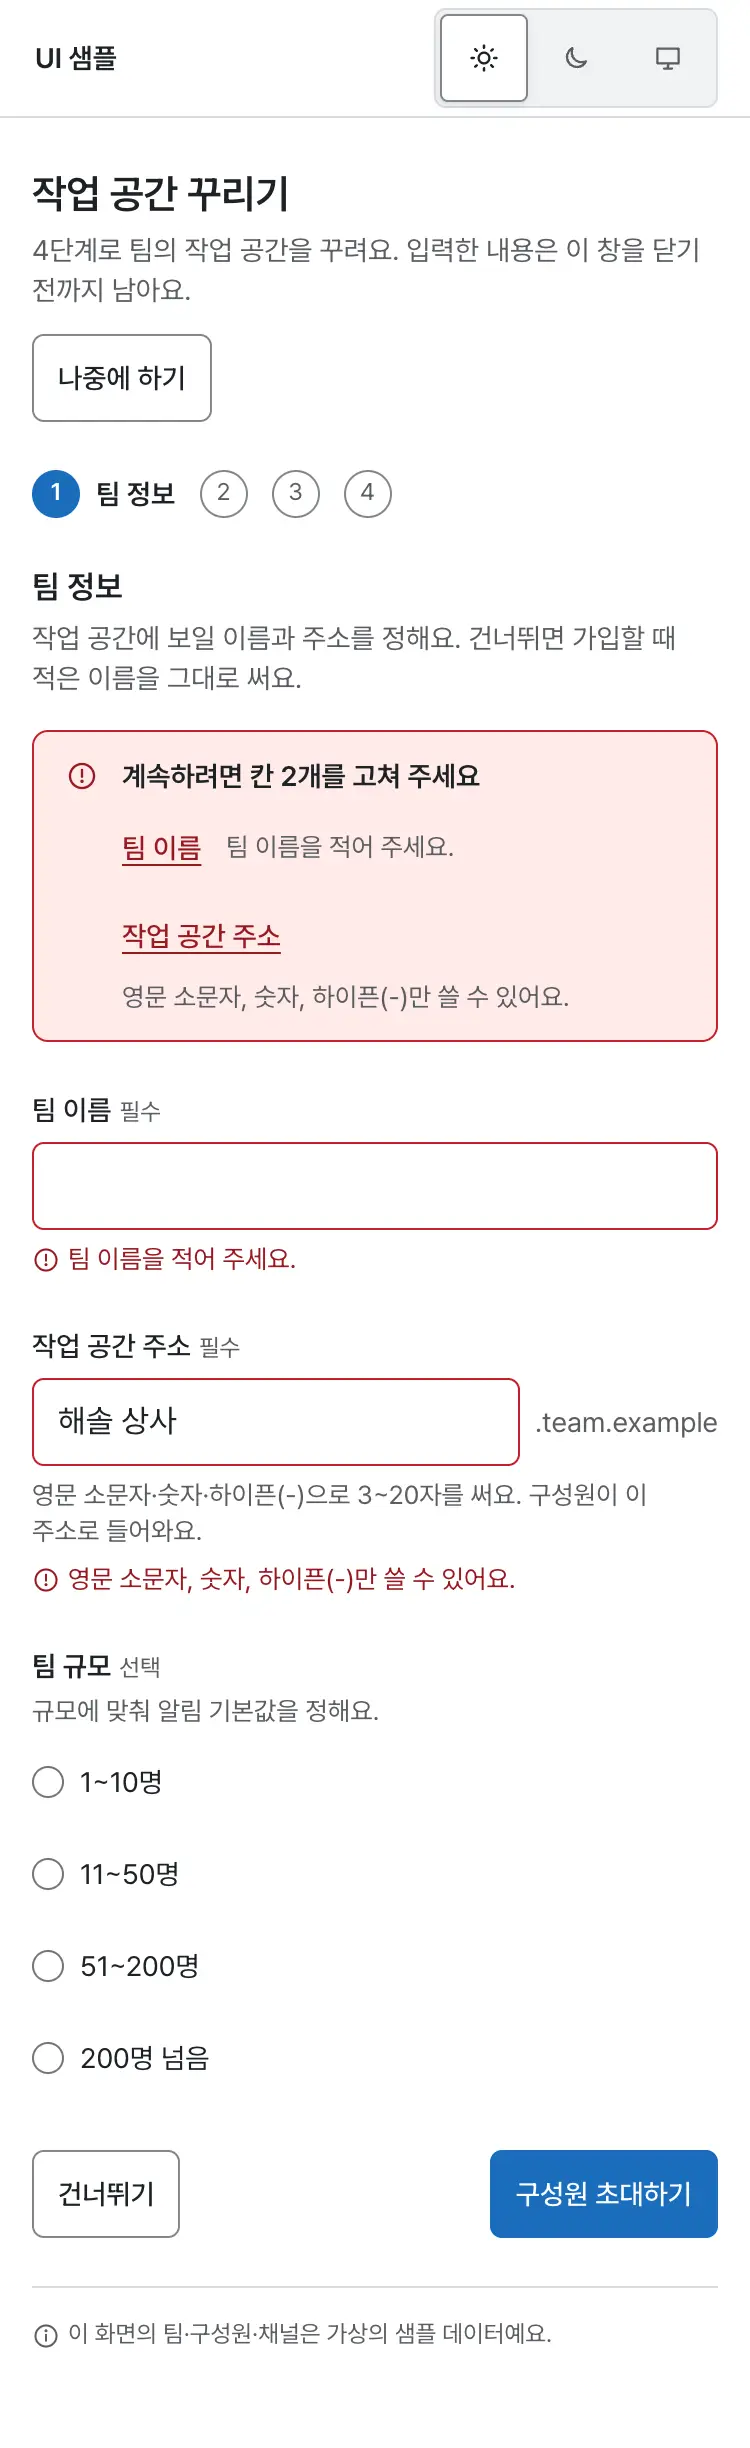 UI 샘플
작업 공간 꾸리기
4단계로 팀의 작업 공간을 꾸려요. 입력한 내용은 이 창을 닫기
전까지 남아요.
나중에 하기
1 팀 정보 2 3 4
팀 정보
작업 공간에 보일 이름과 주소를 정해요. 건너뛰면 가입할 때
적은 이름을 그대로 써요.
계속하려면 칸 2개를 고쳐 주세요
팀 이름 팀 이름을 적어 주세요.
작업 공간 주소
영문 소문자, 숫자, 하이픈(-)만 쓸 수 있어요.
팀 이름 필수
팀 이름을 적어 주세요.
작업 공간 주소 필수
해솔 상사 .team.example
영문 소문자·숫자·하이픈(-)으로 3~20자를 써요. 구성원이 이
주소로 들어와요.
영문 소문자, 숫자, 하이픈(-)만 쓸 수 있어요.
팀 규모 선택
규모에 맞춰 알림 기본값을 정해요.
1~10명
11~50명
51~200명
200명 넘음
건너뛰기 구성원 초대하기
이 화면의 팀·구성원·채널은 가상의 샘플 데이터예요.